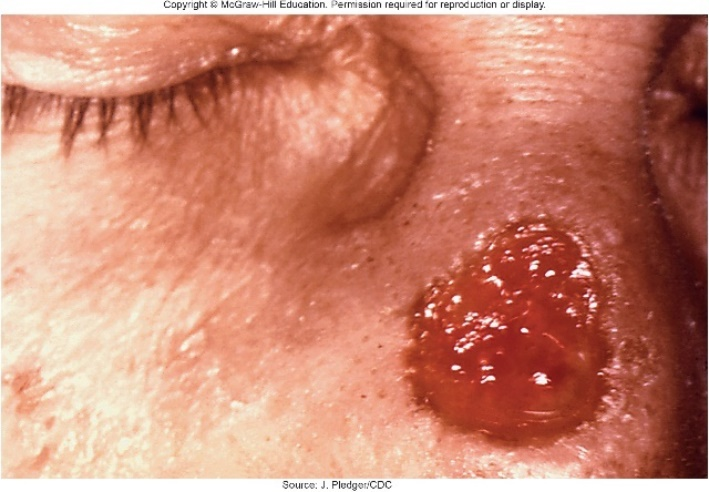 Copyright © McGraw-Hill Education. Permission required for reproduction or display.
Source: J. Pledger/CDC